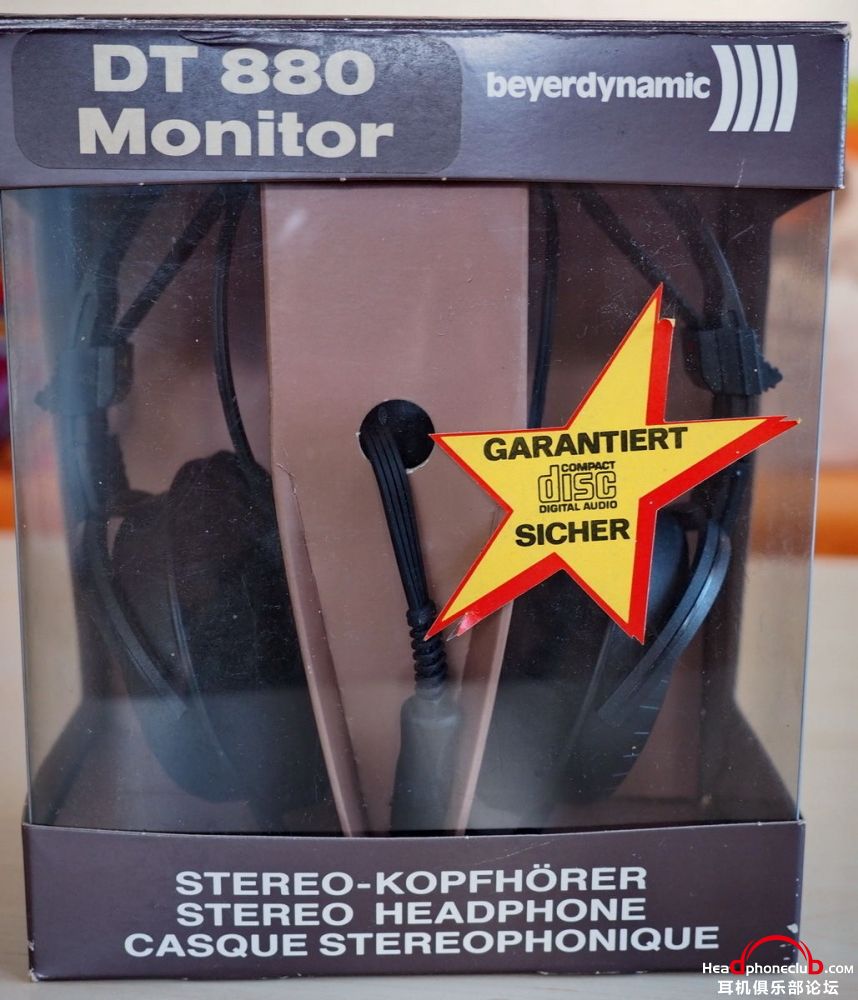 DT 880
Monitor
beyerdynamic
GARANTIERT
COMPACT
disc
DIGITAL AUDIO
SICHER
STEREO-KOPFHÖRER
STEREO HEADPHONE
CASQUE STEREOPHONIQUE
HeadphoneclubD.com
耳机俱乐部论坛